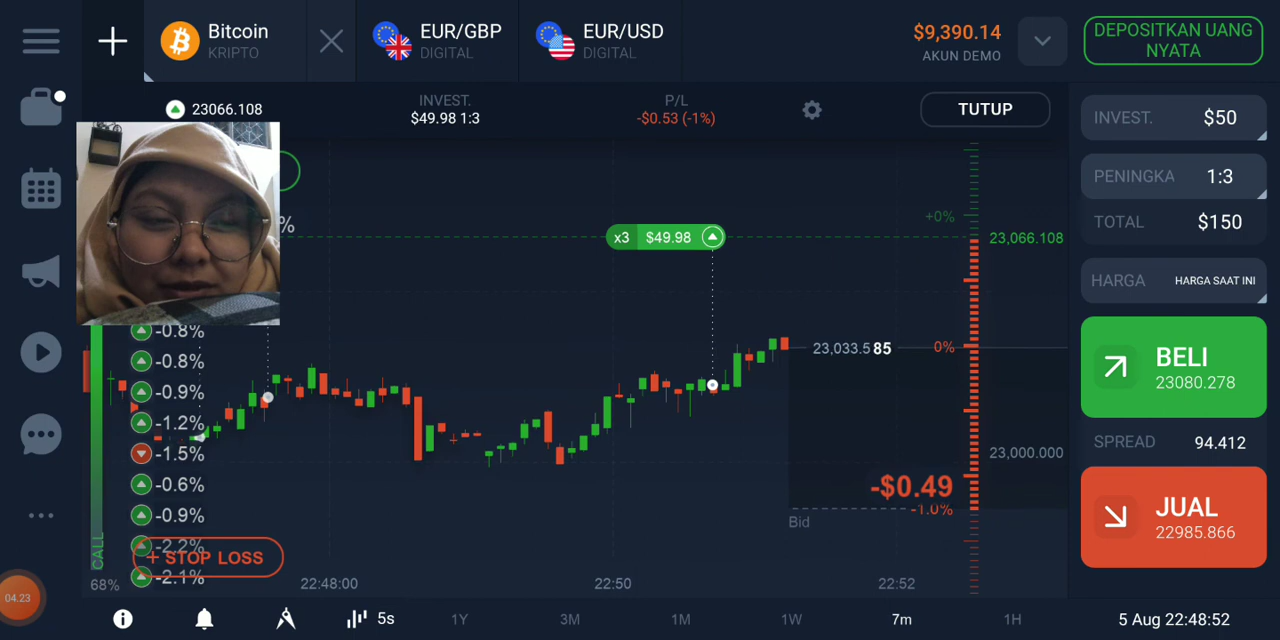 Bitcoin
KRIPTO
EUR/GBP
DIGITAL
EUR/USD
DIGITAL
$9,390.14
AKUN DEMO
DEPOSITKAN UANG
NYATA
23066.108
INVEST.
$49.98 1:3
P/L
-$0.53 (-1%)
TUTUP
INVEST. $50
PENINGKA 1:3
TOTAL $150
HARGA HARGA SAAT INI
BELI
23080.278
SPREAD 94.412
JUAL
22985.866
%
x3 $49.98
+0%
23,066.108
23,033.585
0%
23,000.000
-$0.49
-1.0%
Bid
-0.8%
-0.8%
-0.9%
-1.2%
-1.5%
-0.6%
-0.9%
-2.2%
+ STOP LOSS
-2.1%
CALL
68%
22:48:00
22:50
22:52
04.23
5s
1Y
3M
1M
1W
7m
1H
5 Aug 22:48:52